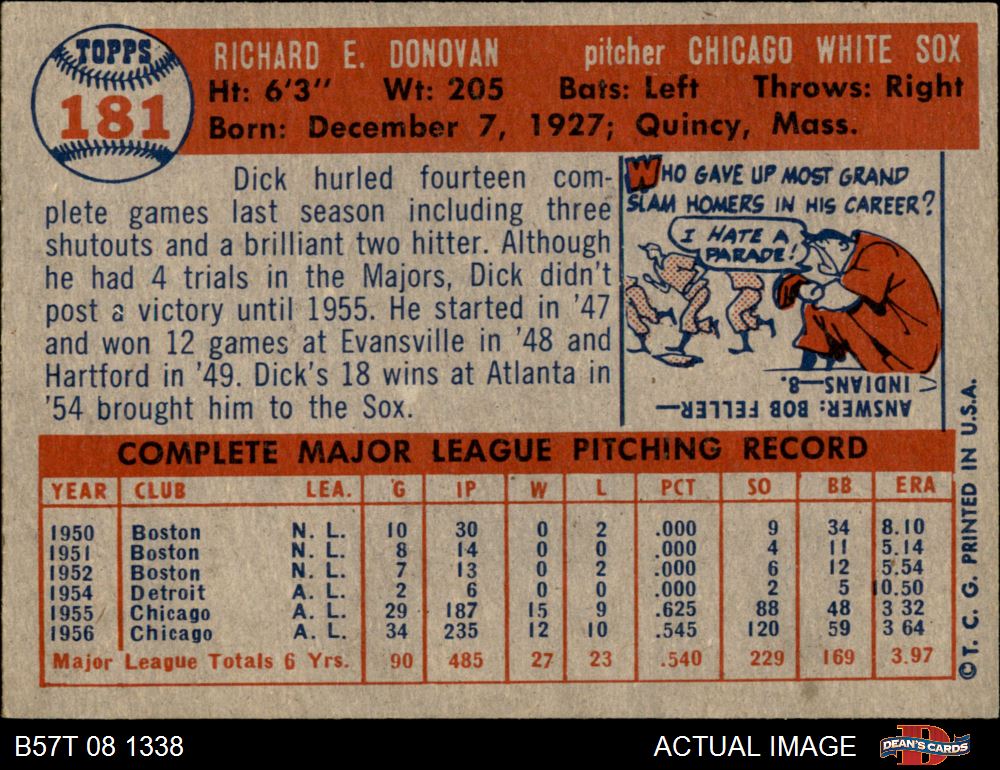 TOPPS
181
RICHARD E. DONOVAN pitcher CHICAGO WHITE SOX
Ht: 6'3" Wt: 205 Bats: Left Throws: Right
Born: December 7, 1927; Quincy, Mass.
Dick hurled fourteen com-
plete games last season including three
shutouts and a brilliant two hitter. Although
he had 4 trials in the Majors, Dick didn't
post a victory until 1955. He started in '47
and won 12 games at Evansville in '48 and
Hartford in '49. Dick's 18 wins at Atlanta in
'54 brought him to the Sox.
WHO GAVE UP MOST GRAND
SLAM HOMERS IN HIS CAREER?
I HATE A
PARADE!
ANSWER: BOB FELLER—
INDIANS—8.
COMPLETE MAJOR LEAGUE PITCHING RECORD
YEAR CLUB LEA. G IP W L PCT SO BB ERA
1950 Boston N. L. 10 30 0 2 .000 9 34 8.10
1951 Boston N. L. 8 14 0 0 .000 4 11 5.14
1952 Boston N. L. 7 13 0 2 .000 6 12 5.54
1954 Detroit A. L. 2 6 0 0 .000 2 5 10.50
1955 Chicago A. L. 29 187 15 9 .625 88 48 3 32
1956 Chicago A. L. 34 235 12 10 .545 120 59 3 64
Major League Totals 6 Yrs. 90 485 27 23 .540 229 169 3.97
©T. C. G. PRINTED IN U.S.A.
B57T 08 1338
ACTUAL IMAGE
D
DEAN'S CARDS